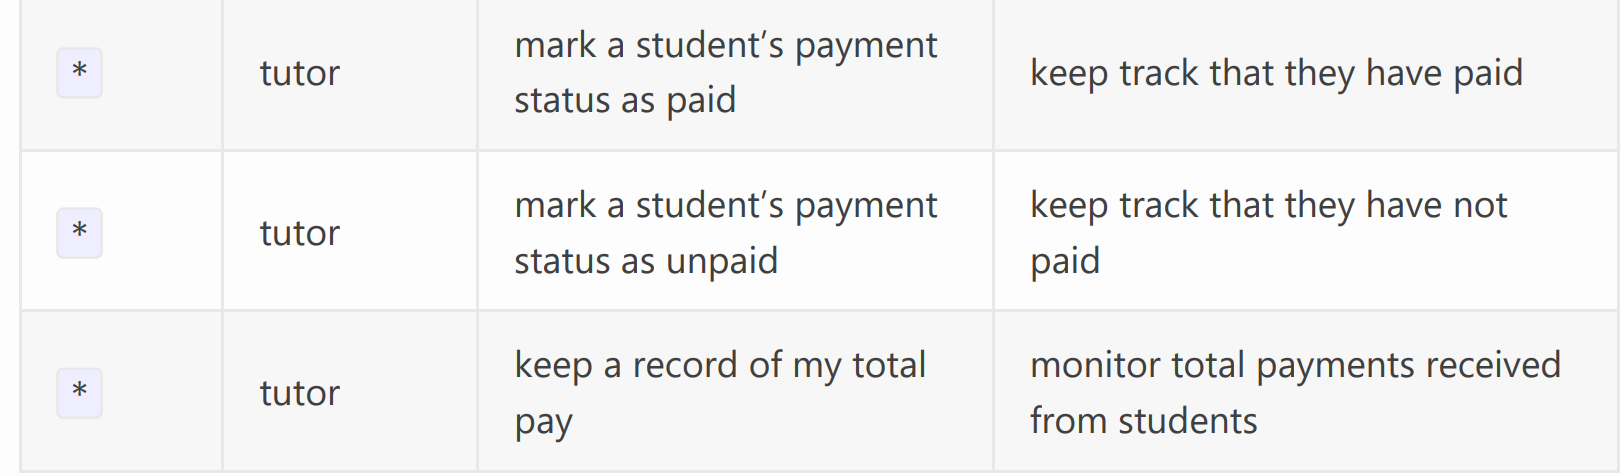 * tutor mark a student’s payment keep track that they have paid
status as paid
* tutor mark a student’s payment keep track that they have not
status as unpaid paid
* tutor keep a record of my total monitor total payments received
pay from students